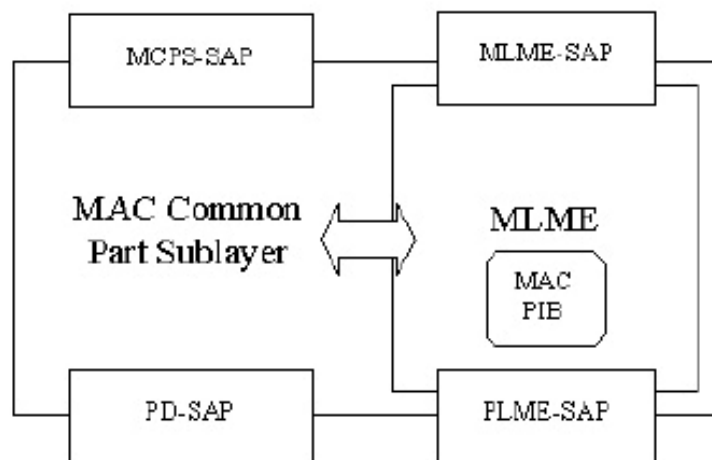 MCPS-SAP
MLME-SAP
MAC Common
Part Sublayer
MLME
MAC
PIB
PD-SAP
PLME-SAP